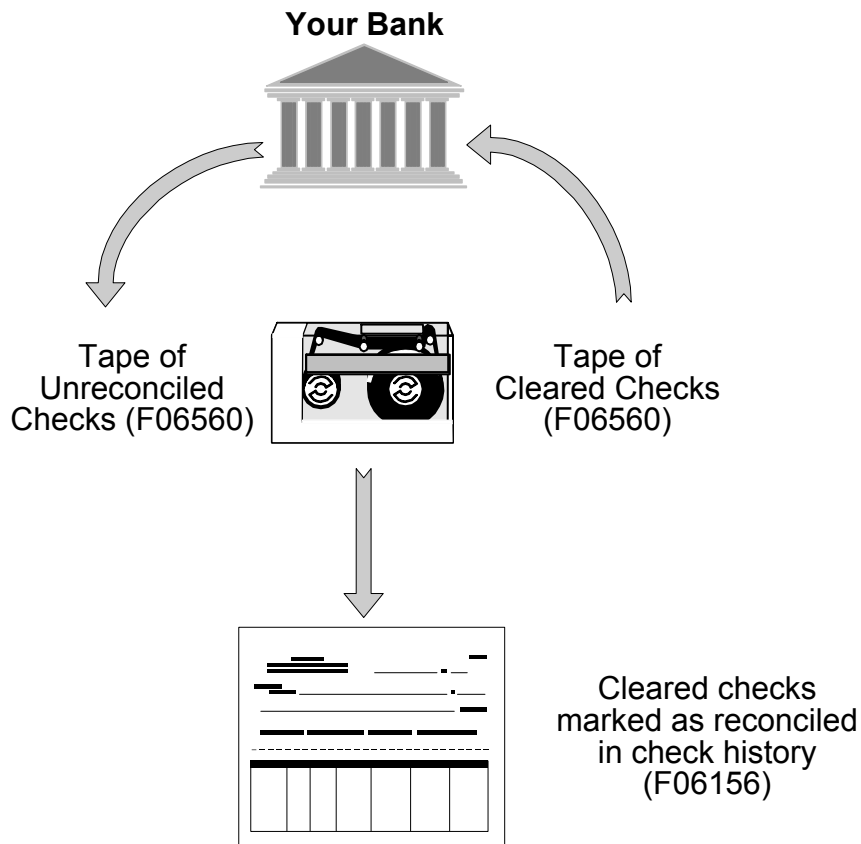 Your Bank
Tape of
Unreconciled
Checks (F06560)
Tape of
Cleared Checks
(F06560)
Cleared checks
marked as reconciled
in check history
(F06156)